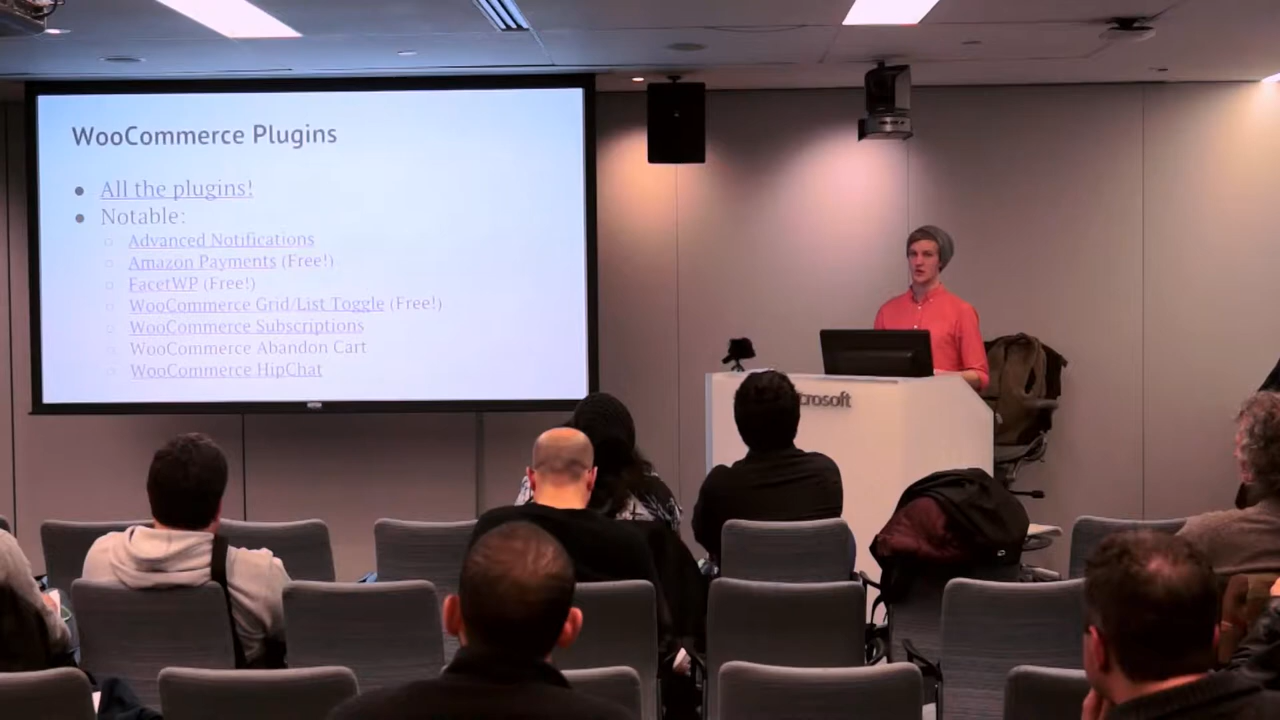 WooCommerce Plugins
All the plugins!
Notable:
Advanced Notifications
Amazon Payments (Free!)
FacetWP (Free!)
WooCommerce Grid/List Toggle (Free!)
WooCommerce Subscriptions
WooCommerce Abandon Cart
WooCommerce HipChat
crosoft